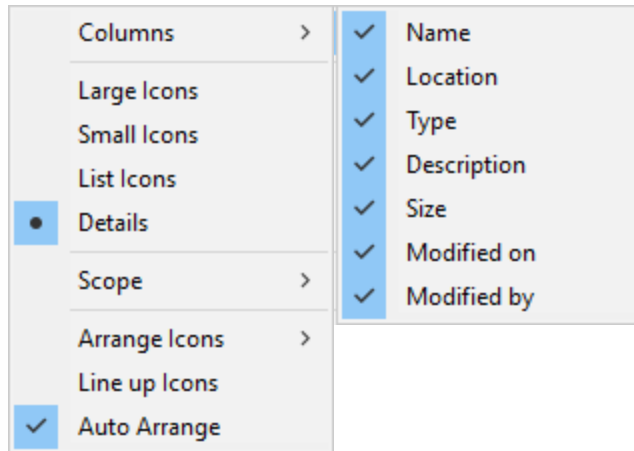 Columns
Large Icons
Small Icons
List Icons
Details
Scope
Arrange Icons
Line up Icons
Auto Arrange
Name
Location
Type
Description
Size
Modified on
Modified by